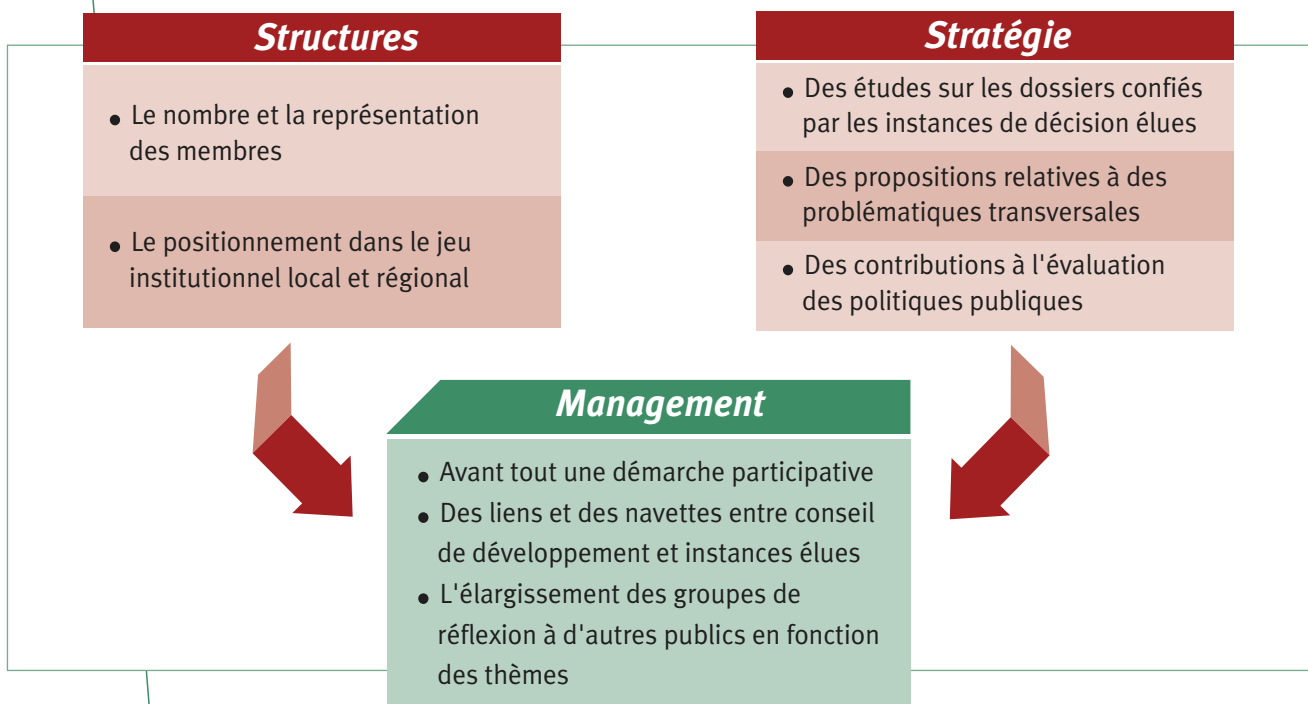 Structures
• Le nombre et la représentation
des membres
• Le positionnement dans le jeu
institutionnel local et régional
Stratégie
• Des études sur les dossiers confiés
par les instances de décision élues
• Des propositions relatives à des
problématiques transversales
• Des contributions à l'évaluation
des politiques publiques
Management
• Avant tout une démarche participative
• Des liens et des navettes entre conseil
de développement et instances élues
• L'élargissement des groupes de
réflexion à d'autres publics en fonction
des thèmes